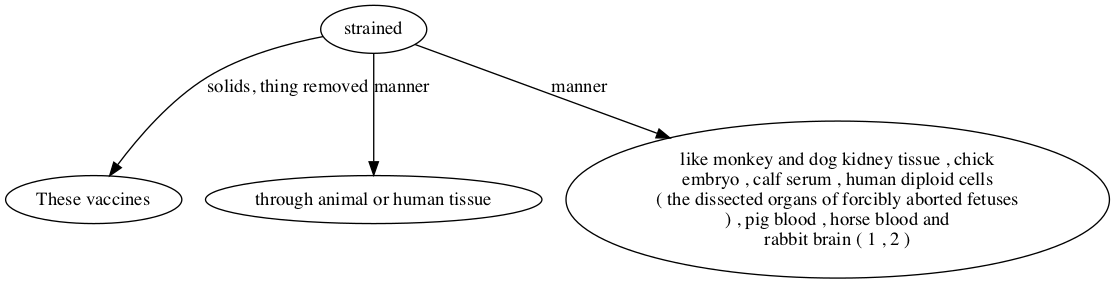 strained
solids, thing removed
manner
manner
These vaccines
through animal or human tissue
like monkey and dog kidney tissue , chick
embryo , calf serum , human diploid cells
( the dissected organs of forcibly aborted fetuses
) , pig blood , horse blood and
rabbit brain ( 1 , 2 )